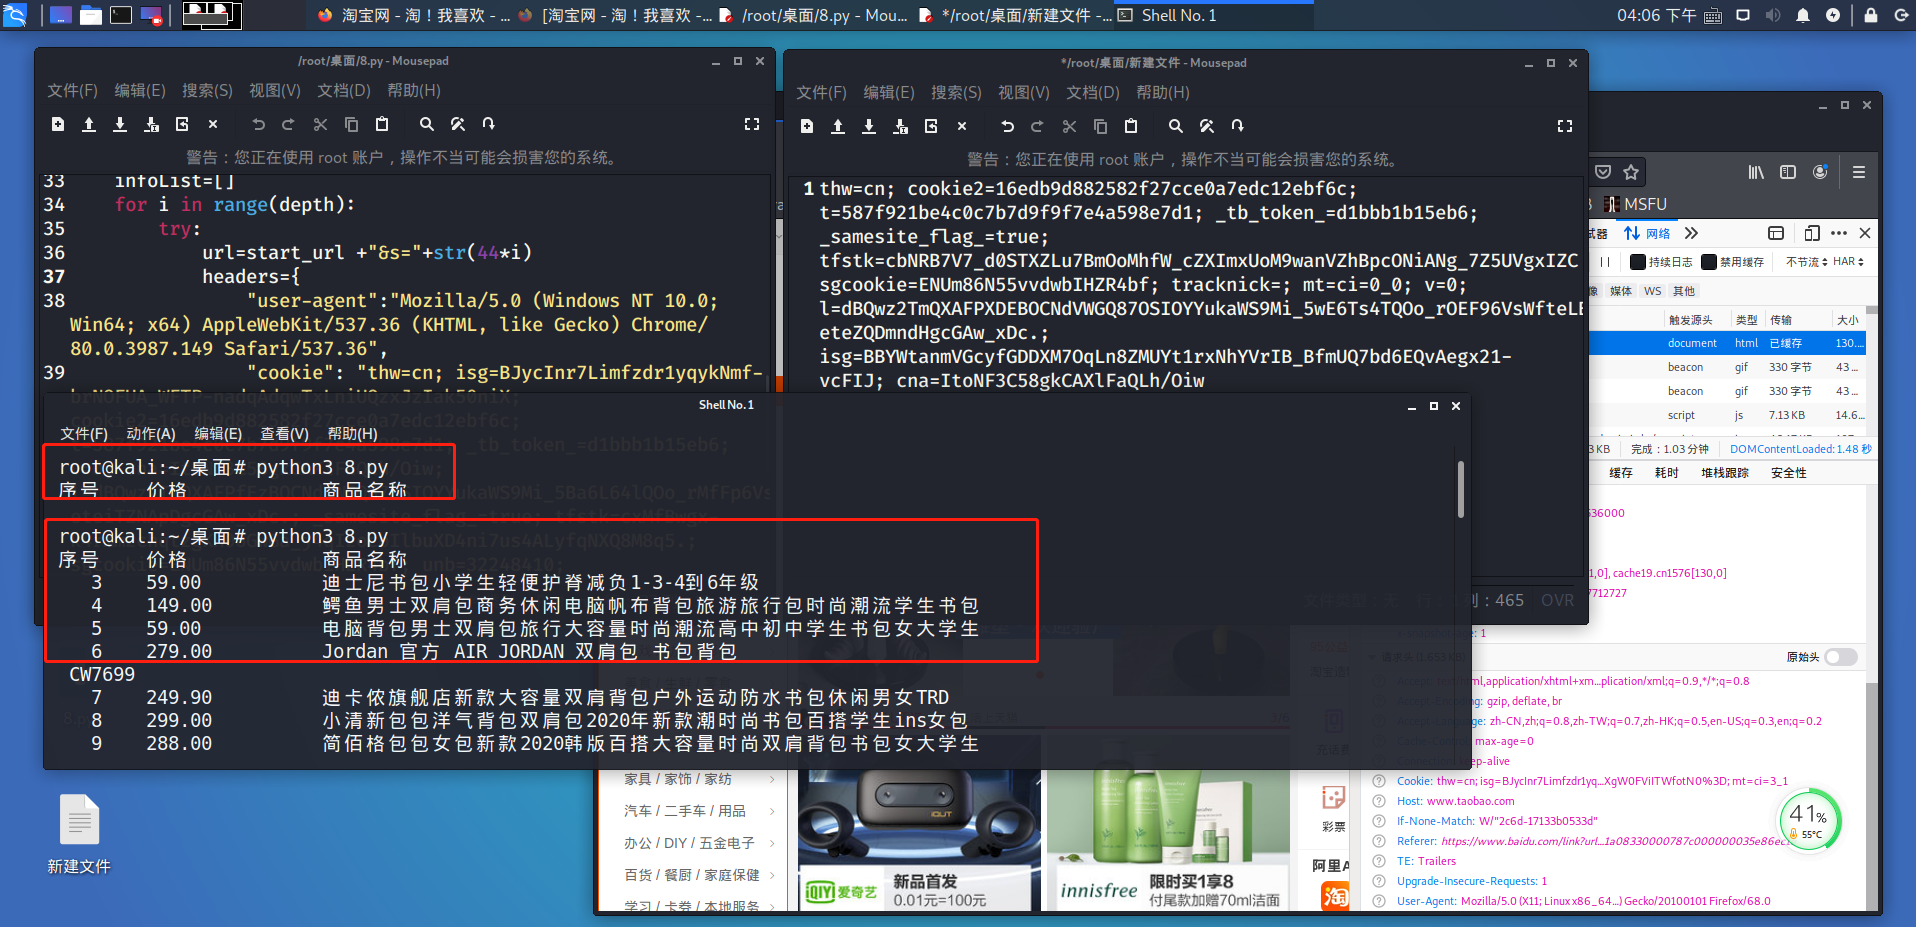 淘宝网 - 淘！我喜欢 - ...
[淘宝网 - 淘！我喜欢 -...
/root/桌面/8.py - Mou...
*/root/桌面/新建文件 -...
Shell No. 1
04:06 下午
/root/桌面/8.py - Mousepad
文件(F) 编辑(E) 搜索(S) 视图(V) 文档(D) 帮助(H)
警告：您正在使用 root 账户，操作不当可能会损害您的系统。
33 infoList=[]
34 for i in range(depth):
35 try:
36 url=start_url +"&s="+str(44*i)
37 headers={
38 "user-agent":"Mozilla/5.0 (Windows NT 10.0;
Win64; x64) AppleWebKit/537.36 (KHTML, like Gecko) Chrome/
80.0.3987.149 Safari/537.36",
39 "cookie": "thw=cn; isg=BJycInr7Limfzdr1yqykNmf-
*/root/桌面/新建文件 - Mousepad
文件(F) 编辑(E) 搜索(S) 视图(V) 文档(D) 帮助(H)
警告：您正在使用 root 账户，操作不当可能会损害您的系统。
1 thw=cn; cookie2=16edb9d882582f27cce0a7edc12ebf6c;
t=587f921be4c0c7b7d9f9f7e4a598e7d1; _tb_token_=d1bbb1b15eb6;
_samesite_flag_=true;
tfstk=cbNRB7V7_d0STXZLu7BmOoMhfW_cZXImxUoM9wanVZhBpcONiANg_7Z5UVgxIZC
sgcookie=ENUm86N55vvdwbIHZR4bf; tracknick=; mt=ci=0_0; v=0;
l=dBQwz2TmQXAFPXDEBOCNdVWGQ87OSIOYYukaWS9Mi_5wE6Ts4TQOo_rOEF96VsWfteLE
eteZQDmndHgcGAw_xDc.;
isg=BBYWtanmVGcyfGDDXM7OqLn8ZMUYt1rxNhYVrIB_BfmUQ7bd6EQvAegx21-
vcFIJ; cna=ItoNF3C58gkCAXlFaQLh/Oiw
列：465 OVR
Shell No. 1
文件(F) 动作(A) 编辑(E) 查看(V) 帮助(H)
root@kali:~/桌面# python3 8.py
序号 价格 商品名称
root@kali:~/桌面# python3 8.py
序号 价格 商品名称
3 59.00 迪士尼书包小学生轻便护脊减负1-3-4到6年级
4 149.00 鳄鱼男士双肩包商务休闲电脑帆布背包旅游旅行包时尚潮流学生书包
5 59.00 电脑背包男士双肩包旅行大容量时尚潮流高中初中学生书包女大学生
6 279.00 Jordan 官方 AIR JORDAN 双肩包 书包背包
CW7699
7 249.90 迪卡侬旗舰店新款大容量双肩背包户外运动防水书包休闲男女TRD
8 299.00 小清新包包洋气背包双肩包2020年新款潮时尚书包百搭学生ins女包
9 288.00 简佰格包包女包新款2020韩版百搭大容量时尚双肩背包书包女大学生
MSFU
网络
持续日志 禁用缓存 不节流 HAR
媒体 WS 其他
触发源头 类型 传输 大小
document html 已缓存 130....
beacon gif 330 字节 43...
beacon gif 330 字节 43...
script js 7.13 KB 14.6...
完成：1.03 分钟 DOMContentLoaded: 1.48 秒
缓存 耗时 堆栈跟踪 安全性
cache19.cn1576[130,0]
原始头
gzip, deflate, br
zh-CN,zh;q=0.8,zh-TW;q=0.7,zh-HK;q=0.5,en-US;q=0.3,en;q=0.2
max-age=0
Cookie: thw=cn; isg=BJycInr7Limfzdr1yq...XgW0FViiITWfotN0%3D; mt=ci=3_1
Host: www.taobao.com
If-None-Match: W/"2c6d-17133b0533d"
Referer: https://www.baidu.com/link?url...1a08330000787c000000035e86ec
TE: Trailers
Upgrade-Insecure-Requests: 1
User-Agent: Mozilla/5.0 (X11; Linux x86_64...) Gecko/20100101 Firefox/68.0
41%
55°C
家具 / 家饰 / 家纺
汽车 / 二手车 / 用品
办公 / DIY / 五金电子
百货 / 餐厨 / 家庭保健
学习 / 卡券 / 本地服务
iQUT
iQIYI 爱奇艺
新品首发
0.01元=100元
innisfree
限时买1享8
付尾款加赠70ml洁面
彩票
淘
新建文件